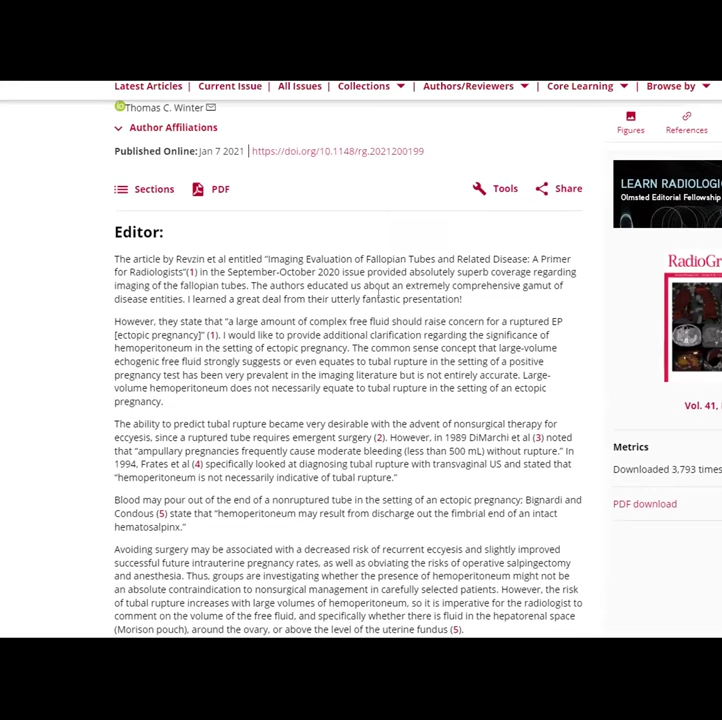 Latest Articles | Current Issue | All Issues | Collections | Authors/Reviewers | Core Learning | Browse by
Thomas C. Winter
Author Affiliations
Published Online: Jan 7 2021 | https://doi.org/10.1148/rg.2021200199
Sections PDF Tools Share
Editor:
The article by Revzin et al entitled “Imaging Evaluation of Fallopian Tubes and Related Disease: A Primer
for Radiologists”(1) in the September-October 2020 issue provided absolutely superb coverage regarding
imaging of the fallopian tubes. The authors educated us about an extremely comprehensive gamut of
disease entities. I learned a great deal from their utterly fantastic presentation!
However, they state that “a large amount of complex free fluid should raise concern for a ruptured EP
[ectopic pregnancy]” (1). I would like to provide additional clarification regarding the significance of
hemoperitoneum in the setting of ectopic pregnancy. The common sense concept that large-volume
echogenic free fluid strongly suggests or even equates to tubal rupture in the setting of a positive
pregnancy test has been very prevalent in the imaging literature but is not entirely accurate. Large-
volume hemoperitoneum does not necessarily equate to tubal rupture in the setting of an ectopic
pregnancy.
The ability to predict tubal rupture became very desirable with the advent of nonsurgical therapy for
eccyesis, since a ruptured tube requires emergent surgery (2). However, in 1989 DiMarchi et al (3) noted
that “ampullary pregnancies frequently cause moderate bleeding (less than 500 mL) without rupture.” In
1994, Frates et al (4) specifically looked at diagnosing tubal rupture with transvaginal US and stated that
“hemoperitoneum is not necessarily indicative of tubal rupture.”
Blood may pour out of the end of a nonruptured tube in the setting of an ectopic pregnancy; Bignardi and
Condous (5) state that “hemoperitoneum may result from discharge out the fimbrial end of an intact
hematosalpinx.”
Avoiding surgery may be associated with a decreased risk of recurrent eccyesis and slightly improved
successful future intrauterine pregnancy rates, as well as obviating the risks of operative salpingectomy
and anesthesia. Thus, groups are investigating whether the presence of hemoperitoneum might not be
an absolute contraindication to nonsurgical management in carefully selected patients. However, the risk
of tubal rupture increases with large volumes of hemoperitoneum, so it is imperative for the radiologist to
comment on the volume of the free fluid, and specifically whether there is fluid in the hepatorenal space
(Morison pouch), around the ovary, or above the level of the uterine fundus (5).
Figures References
LEARN RADIOLOGI
Olmsted Editorial Fellowship
RadioGr
Vol. 41,
Metrics
Downloaded 3,793 times
PDF download